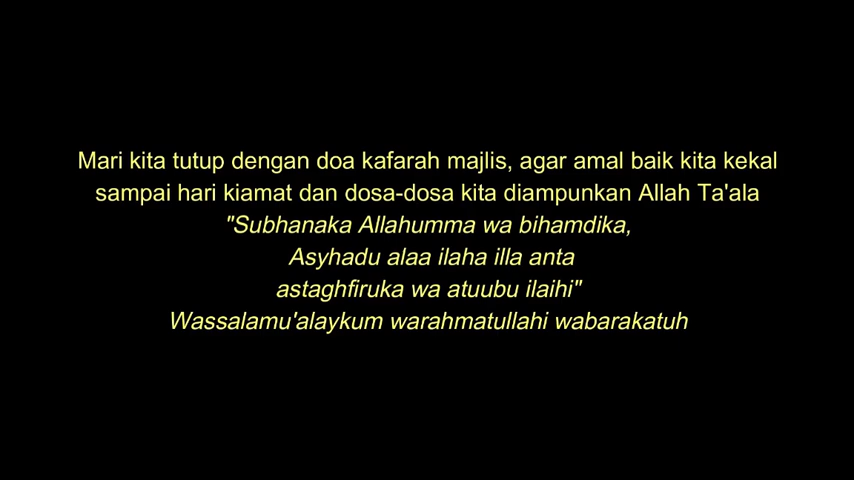 Mari kita tutup dengan doa kafarah majlis, agar amal baik kita kekal
sampai hari kiamat dan dosa-dosa kita diampunkan Allah Ta'ala
"Subhanaka Allahumma wa bihamdika,
Asyhadu alaa ilaha illa anta
astaghfiruka wa atuubu ilaihi"
Wassalamu'alaykum warahmatullahi wabarakatuh